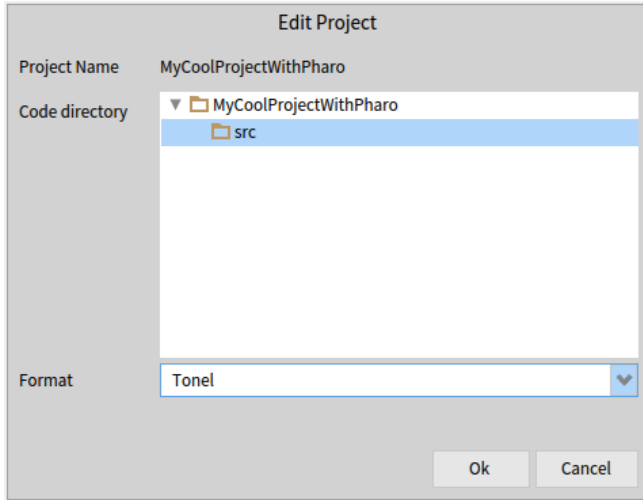 Edit Project
Project Name MyCoolProjectWithPharo
Code directory MyCoolProjectWithPharo
src
Format Tonel
Ok Cancel